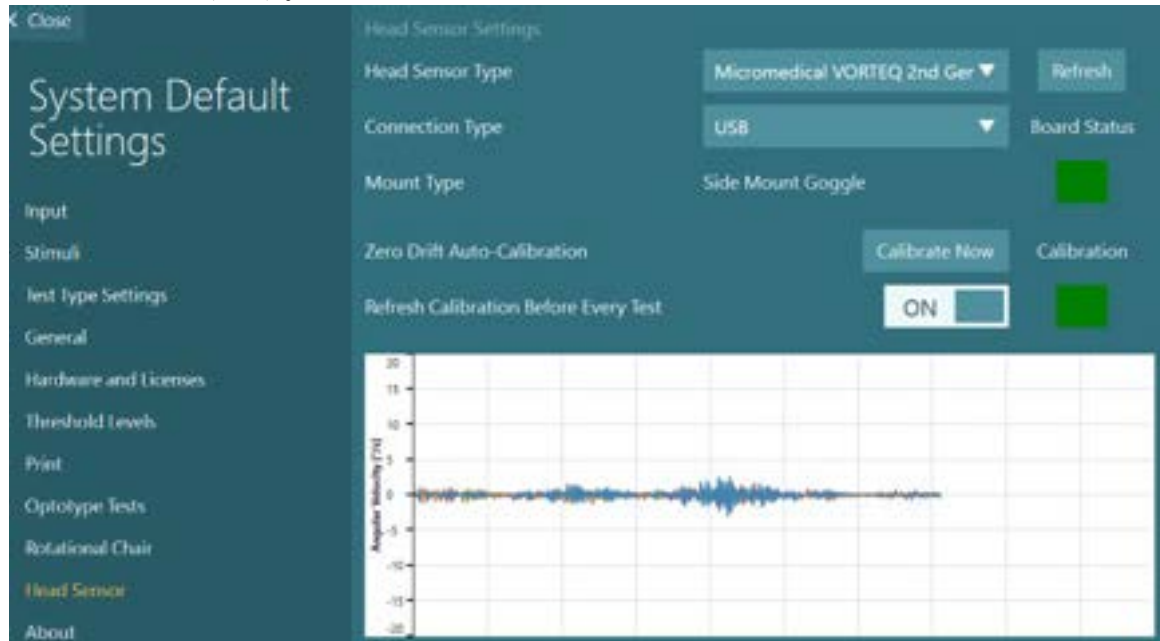 Close
System Default
Settings
Input
Stimuli
Test Type Settings
General
Hardware and Licenses
Threshold Levels
Print
Optotype Tests
Rotational Chair
Head Sensor
About
Head Sensor Settings
Head Sensor Type
Micromedical VORTEQ 2nd Ger
Refresh
Connection Type
USB
Board Status
Mount Type
Side Mount Goggle
Zero Drift Auto-Calibration
Calibrate Now
Calibration
Refresh Calibration Before Every Test
ON
Angular Velocity [°/s]
20
15
10
5
0
-5
-10
-15
-20